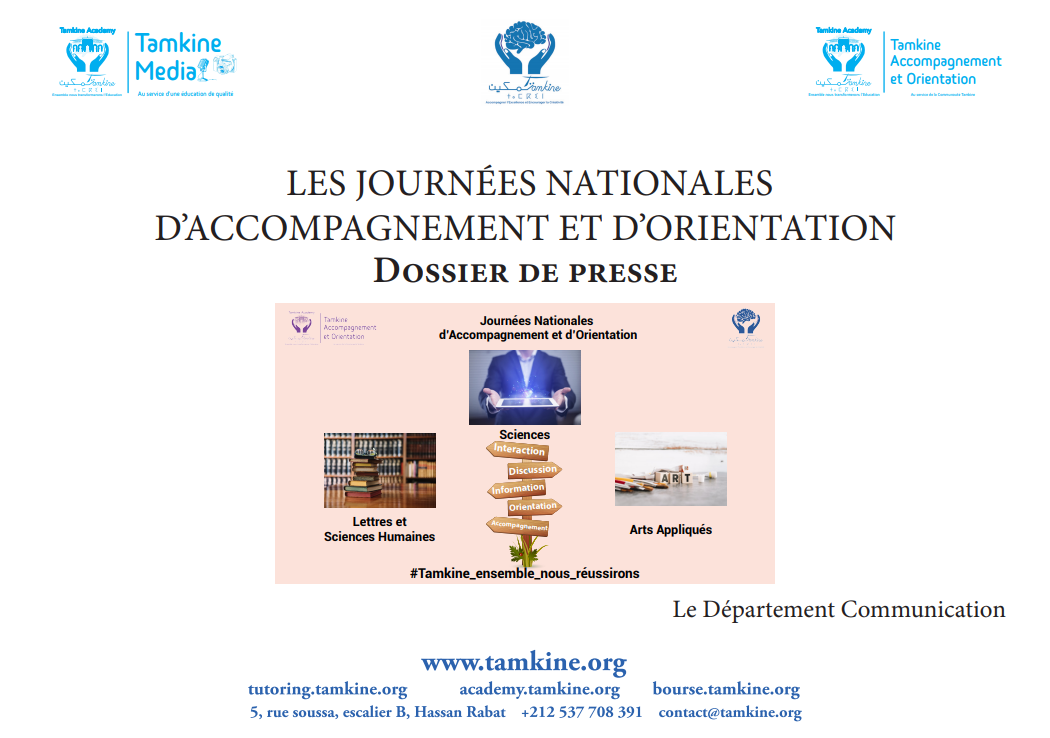 Tamkine Academy
Tamkine
Media
تمكين Tamkine
Ensemble nous transformons l'Education
Au service d'une éducation de qualité
تمكين Tamkine
Accompagner l'Excellence et Encourager la Créativité
Tamkine Academy
Tamkine
Accompagnement
et Orientation
تمكين Tamkine
Ensemble nous transformons l'Education
Au service de la Communauté Tamkine
LES JOURNÉES NATIONALES
D'ACCOMPAGNEMENT ET D'ORIENTATION
DOSSIER DE PRESSE
Tamkine
Accompagnement
et Orientation
Journées Nationales
d'Accompagnement et d'Orientation
Sciences
Interaction
Discussion
Information
Orientation
Accompagnement
ART
Lettres et
Sciences Humaines
Arts Appliqués
#Tamkine_ensemble_nous_réussirons
Le Département Communication
www.tamkine.org
tutoring.tamkine.org academy.tamkine.org bourse.tamkine.org
5, rue soussa, escalier B, Hassan Rabat +212 537 708 391 contact@tamkine.org